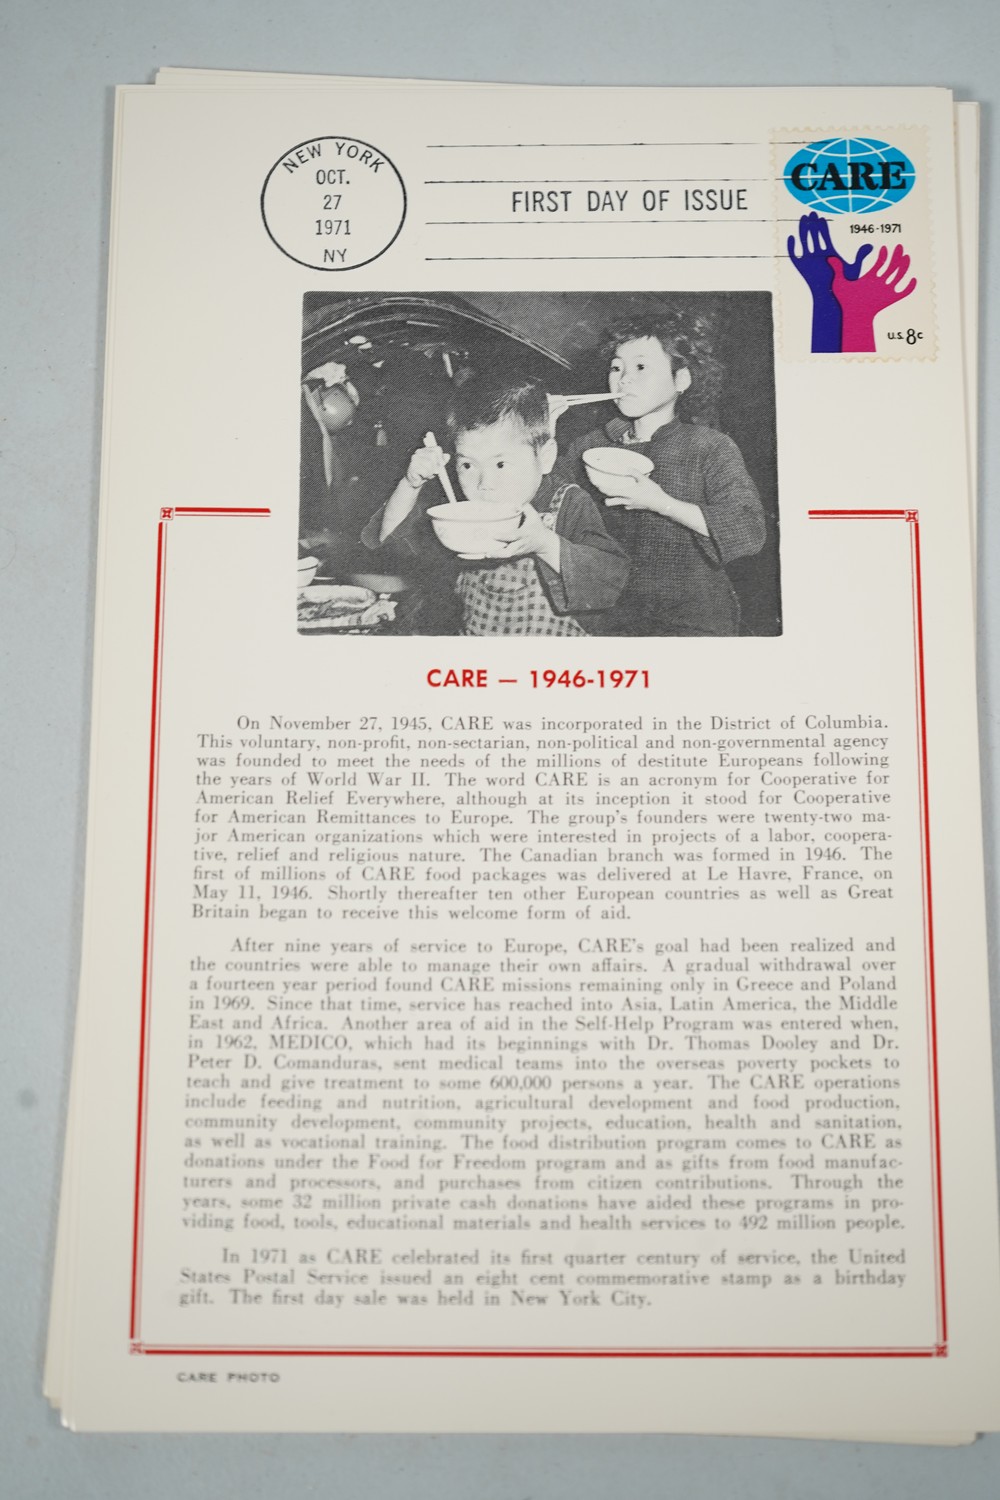 NEW YORK
OCT.
27
1971
NY
FIRST DAY OF ISSUE
CARE
1946-1971
U.S. 8c
CARE — 1946-1971
On November 27, 1945, CARE was incorporated in the District of Columbia.
This voluntary, non-profit, non-sectarian, non-political and non-governmental agency
was founded to meet the needs of the millions of destitute Europeans following
the years of World War II. The word CARE is an acronym for Cooperative for
American Relief Everywhere, although at its inception it stood for Cooperative
for American Remittances to Europe. The group's founders were twenty-two ma-
jor American organizations which were interested in projects of a labor, coopera-
tive, relief and religious nature. The Canadian branch was formed in 1946. The
first of millions of CARE food packages was delivered at Le Havre, France, on
May 11, 1946. Shortly thereafter ten other European countries as well as Great
Britain began to receive this welcome form of aid.
After nine years of service to Europe, CARE's goal had been realized and
the countries were able to manage their own affairs. A gradual withdrawal over
a fourteen year period found CARE missions remaining only in Greece and Poland
in 1969. Since that time, service has reached into Asia, Latin America, the Middle
East and Africa. Another area of aid in the Self-Help Program was entered when,
in 1962, MEDICO, which had its beginnings with Dr. Thomas Dooley and Dr.
Peter D. Comanduras, sent medical teams into the overseas poverty pockets to
teach and give treatment to some 600,000 persons a year. The CARE operations
include feeding and nutrition, agricultural development and food production,
community development, community projects, education, health and sanitation,
as well as vocational training. The food distribution program comes to CARE as
donations under the Food for Freedom program and as gifts from food manufac-
turers and processors, and purchases from citizen contributions. Through the
years, some 32 million private cash donations have aided these programs in pro-
viding food, tools, educational materials and health services to 492 million people.
In 1971 as CARE celebrated its first quarter century of service, the United
States Postal Service issued an eight cent commemorative stamp as a birthday
gift. The first day sale was held in New York City.
CARE PHOTO